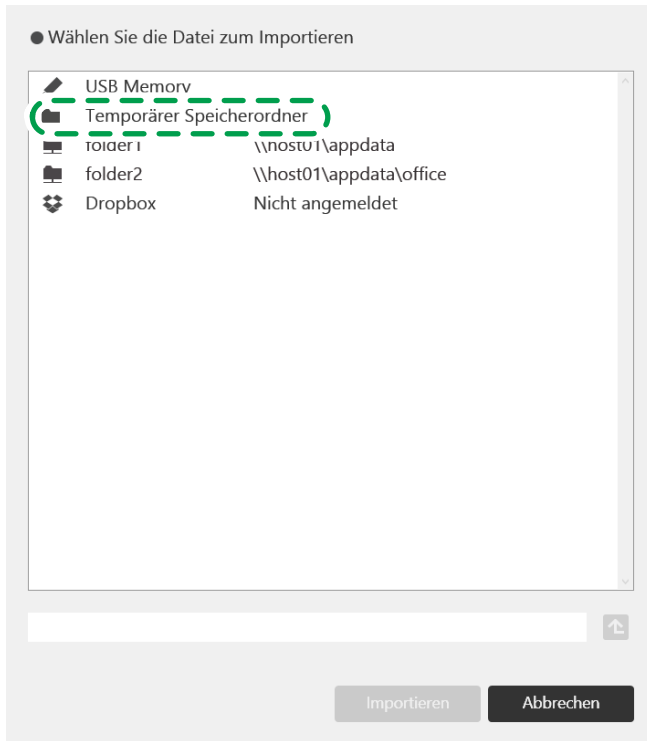 Wählen Sie die Datei zum Importieren
USB Memory
Temporärer Speicherordner
folder1 \\host01\appdata
folder2 \\host01\appdata\office
Dropbox Nicht angemeldet
Importieren Abbrechen